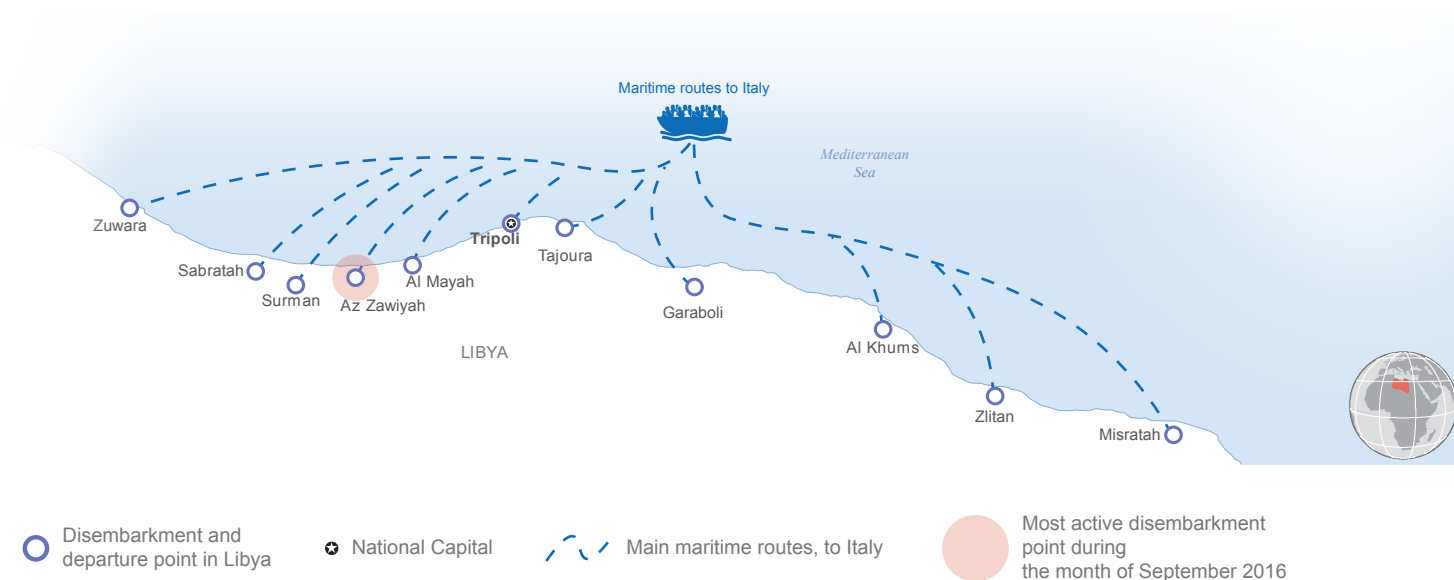 Maritime routes to Italy
Mediterranean
Sea
Zuwara
Tripoli
Tajoura
Sabratah
Al Mayah
Surman
Az Zawiyah
Garaboli
LIBYA
Al Khums
Zlitan
Misratah
Disembarkment and
departure point in Libya
National Capital
Main maritime routes, to Italy
Most active disembarkment
point during
the month of September 2016